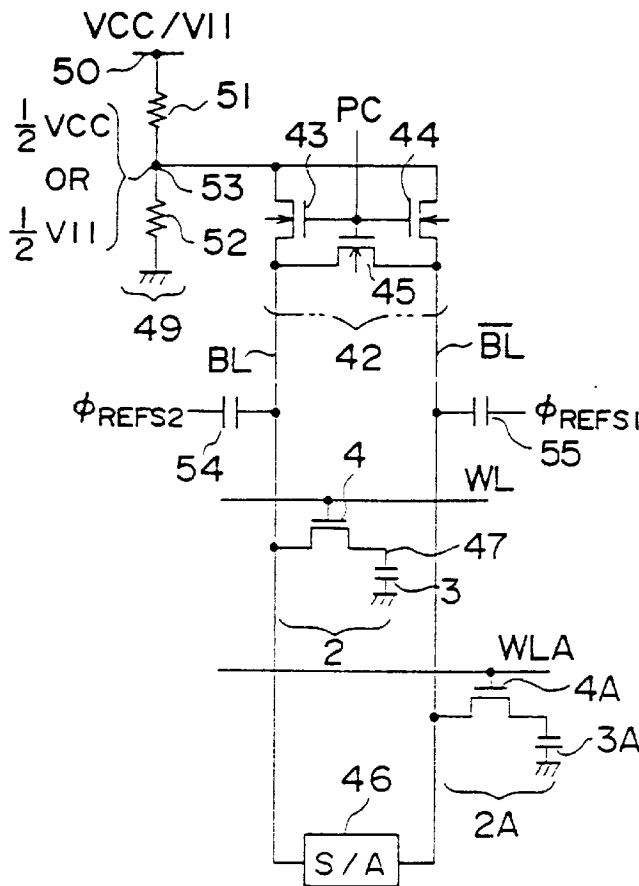 VCC/VII
50
51
1/2 VCC
OR
1/2 VII
53
52
49
43
PC
44
45
42
BL
B̅L̅
ϕREFS2
54
ϕREFS1
55
WL
4
47
3
2
WLA
4A
3A
2A
46
S/A